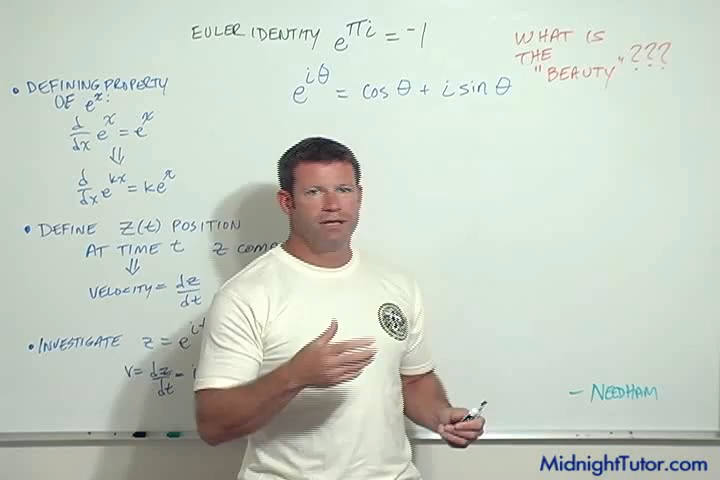 EULER IDENTITY e^{πi} = -1
WHAT IS
THE
"BEAUTY" ???
e^{iθ} = cos θ + i sin θ
• DEFINING PROPERTY
OF e^x:
d/dx e^x = e^x
⇓
d/dx e^{kx} = ke^x
• DEFINE Z(t) POSITION
AT TIME t Z COMP
⇓
VELOCITY = dz/dt
• INVESTIGATE Z = e^{it
V = dz/dt = i
- NEEDHAM
MidnightTutor.com